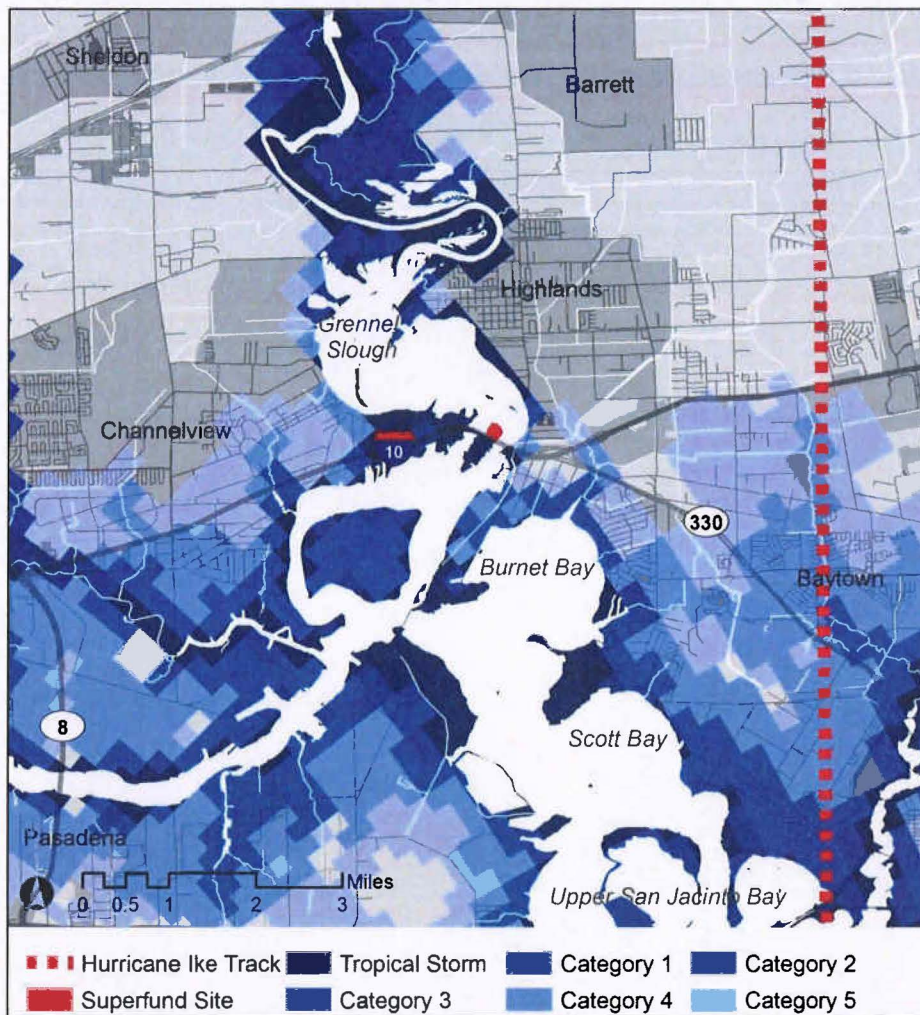 Sheldon
Barrett
Highlands
Grennel
Slough
Channelview
10
330
Burnet Bay
Baytown
8
Scott Bay
Pasadena
Miles
0 0.5 1 2 3
Upper San Jacinto Bay
Hurricane Ike Track Tropical Storm Category 1 Category 2
Superfund Site Category 3 Category 4 Category 5